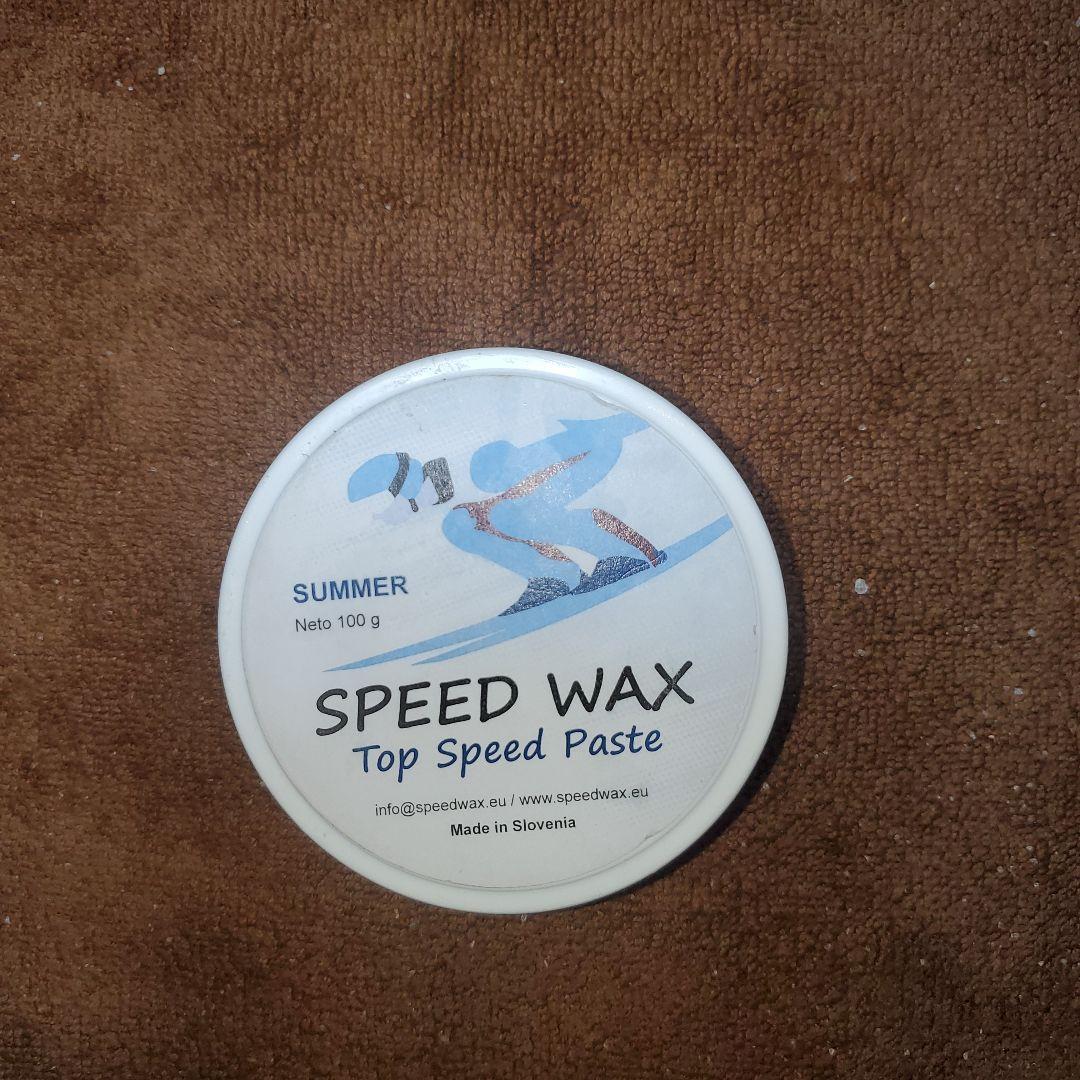 SUMMER
Neto 100 g
SPEED WAX
Top Speed Paste
info@speedwax.eu / www.speedwax.eu
Made in Slovenia